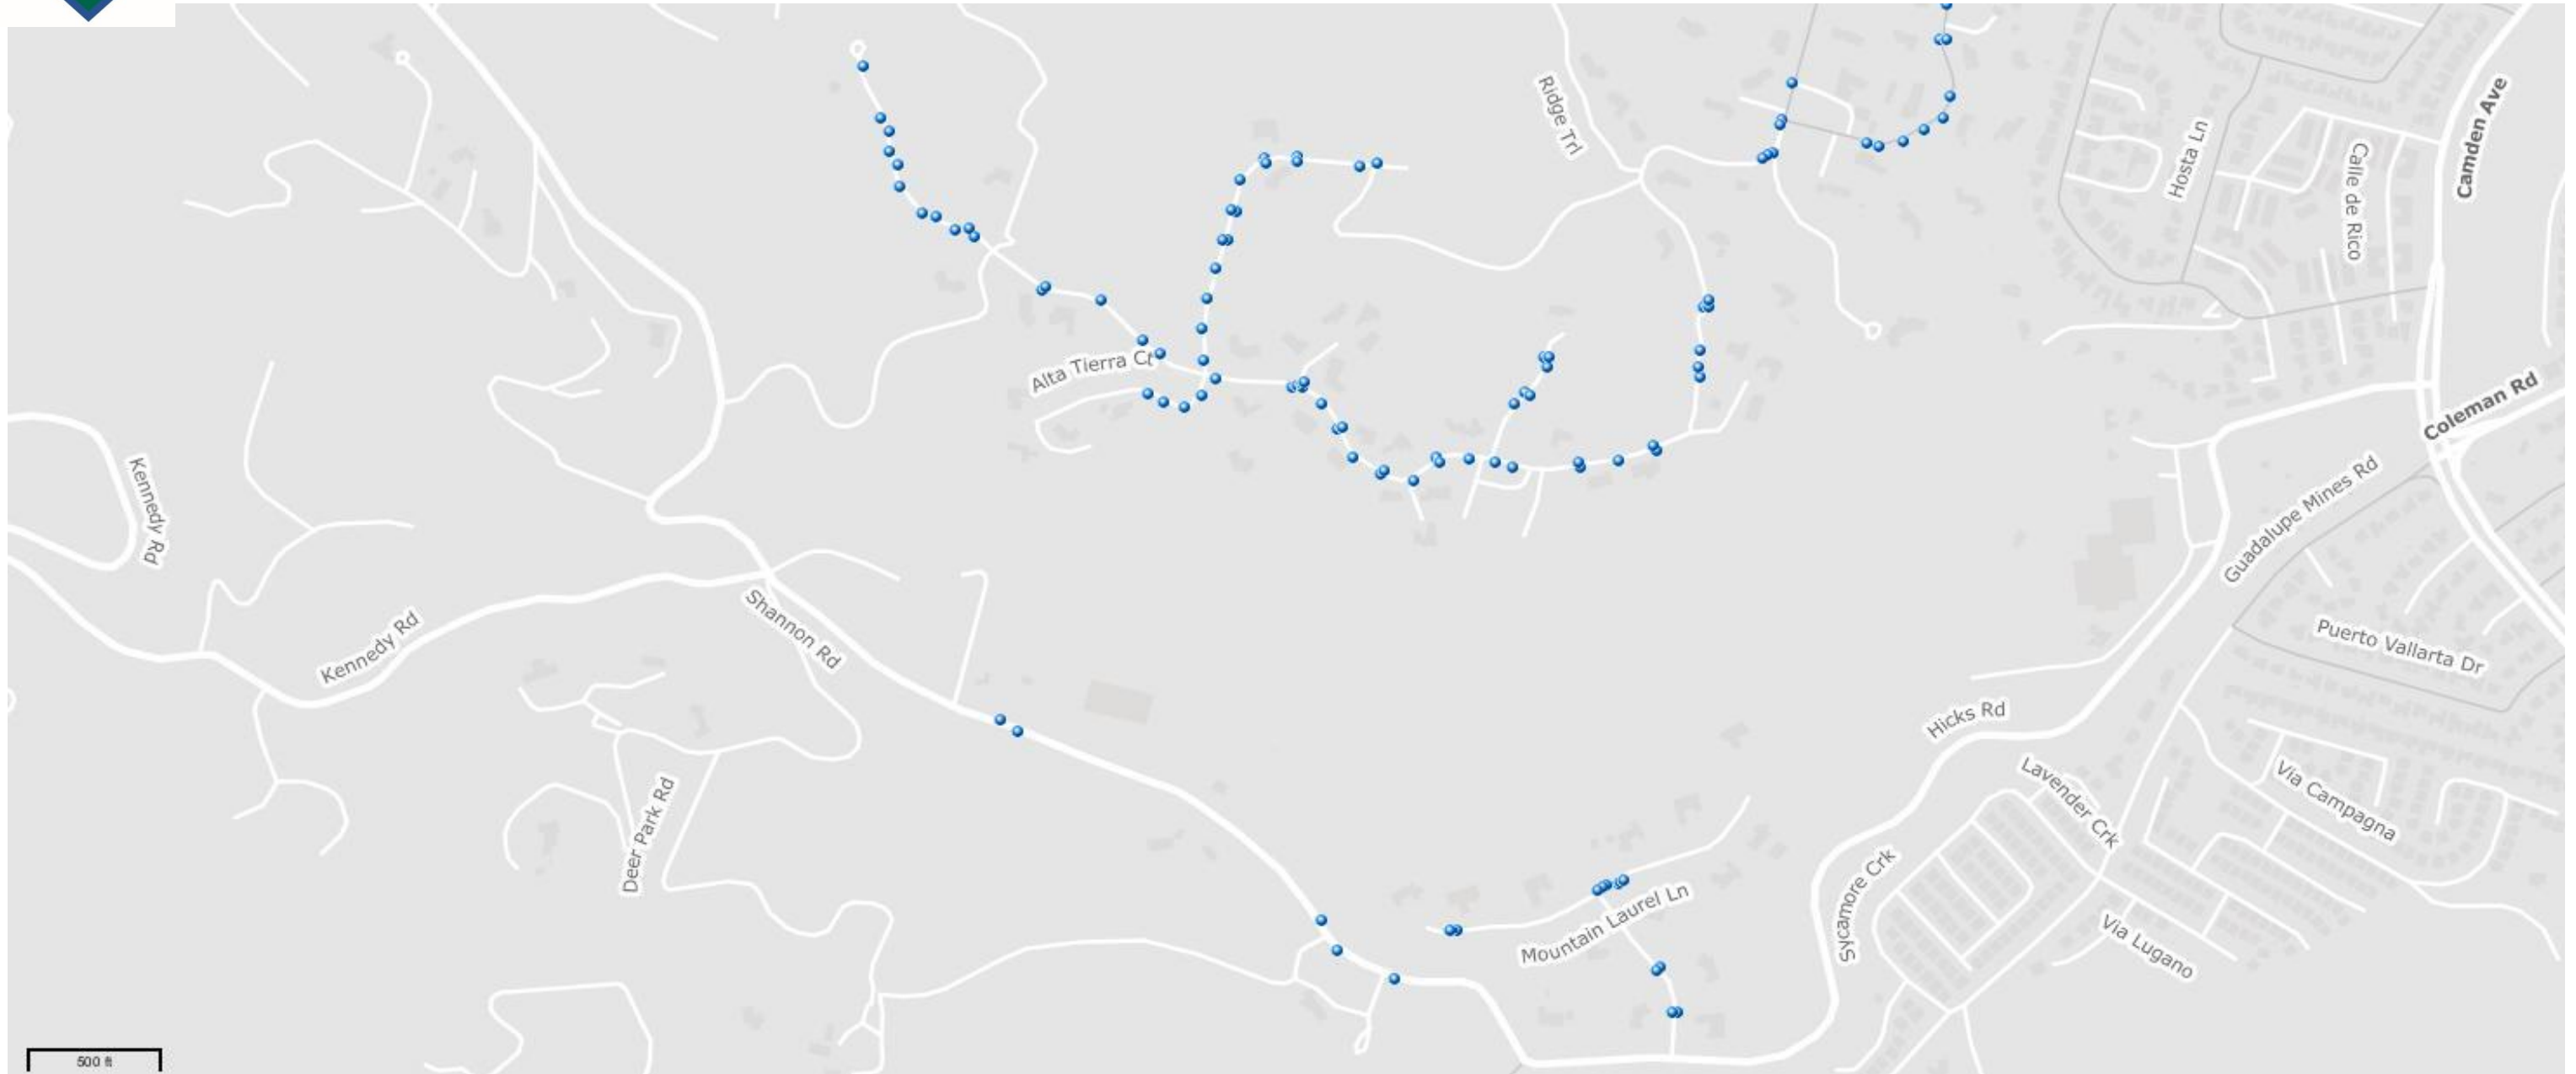 Ridge Trl
Hosta Ln
Calle de Rico
Camden Ave
Alta Tierra Ct
Coleman Rd
Guadalupe Mines Rd
Kennedy Rd
Kennedy Rd
Shannon Rd
Puerto Vallarta Dr
Hicks Rd
Lavender Crk
Via Campagna
Deer Park Rd
Sycamore Crk
Mountain Laurel Ln
Via Lugano
500 ft